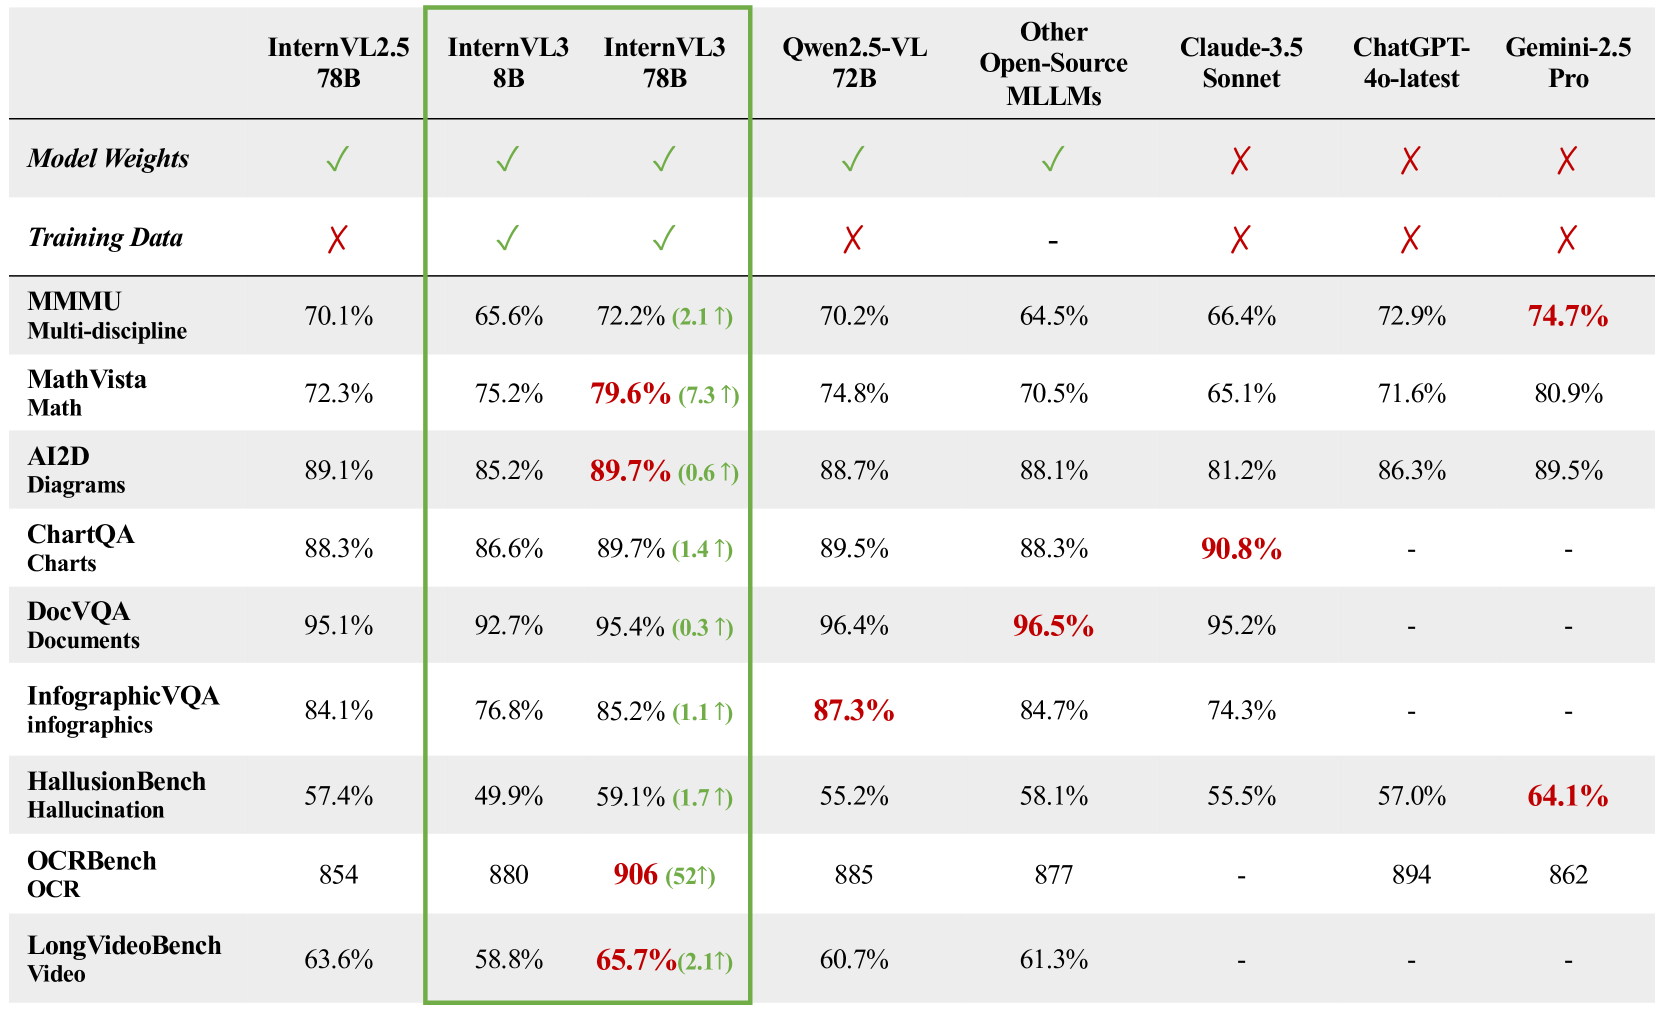 InternVL2.5 78B InternVL3 8B InternVL3 78B Qwen2.5-VL 72B Other Open-Source MLLMs Claude-3.5 Sonnet ChatGPT-4o-latest Gemini-2.5 Pro
Model Weights ✓ ✓ ✓ ✓ ✓ ✗ ✗ ✗
Training Data ✗ ✓ ✓ ✗ - ✗ ✗ ✗
MMMU Multi-discipline 70.1% 65.6% 72.2% (2.1 ↑) 70.2% 64.5% 66.4% 72.9% 74.7%
MathVista Math 72.3% 75.2% 79.6% (7.3 ↑) 74.8% 70.5% 65.1% 71.6% 80.9%
AI2D Diagrams 89.1% 85.2% 89.7% (0.6 ↑) 88.7% 88.1% 81.2% 86.3% 89.5%
ChartQA Charts 88.3% 86.6% 89.7% (1.4 ↑) 89.5% 88.3% 90.8% - -
DocVQA Documents 95.1% 92.7% 95.4% (0.3 ↑) 96.4% 96.5% 95.2% - -
InfographicVQA infographics 84.1% 76.8% 85.2% (1.1 ↑) 87.3% 84.7% 74.3% - -
HallusionBench Hallucination 57.4% 49.9% 59.1% (1.7 ↑) 55.2% 58.1% 55.5% 57.0% 64.1%
OCRBench OCR 854 880 906 (52↑) 885 877 - 894 862
LongVideoBench Video 63.6% 58.8% 65.7%(2.1↑) 60.7% 61.3% - - -